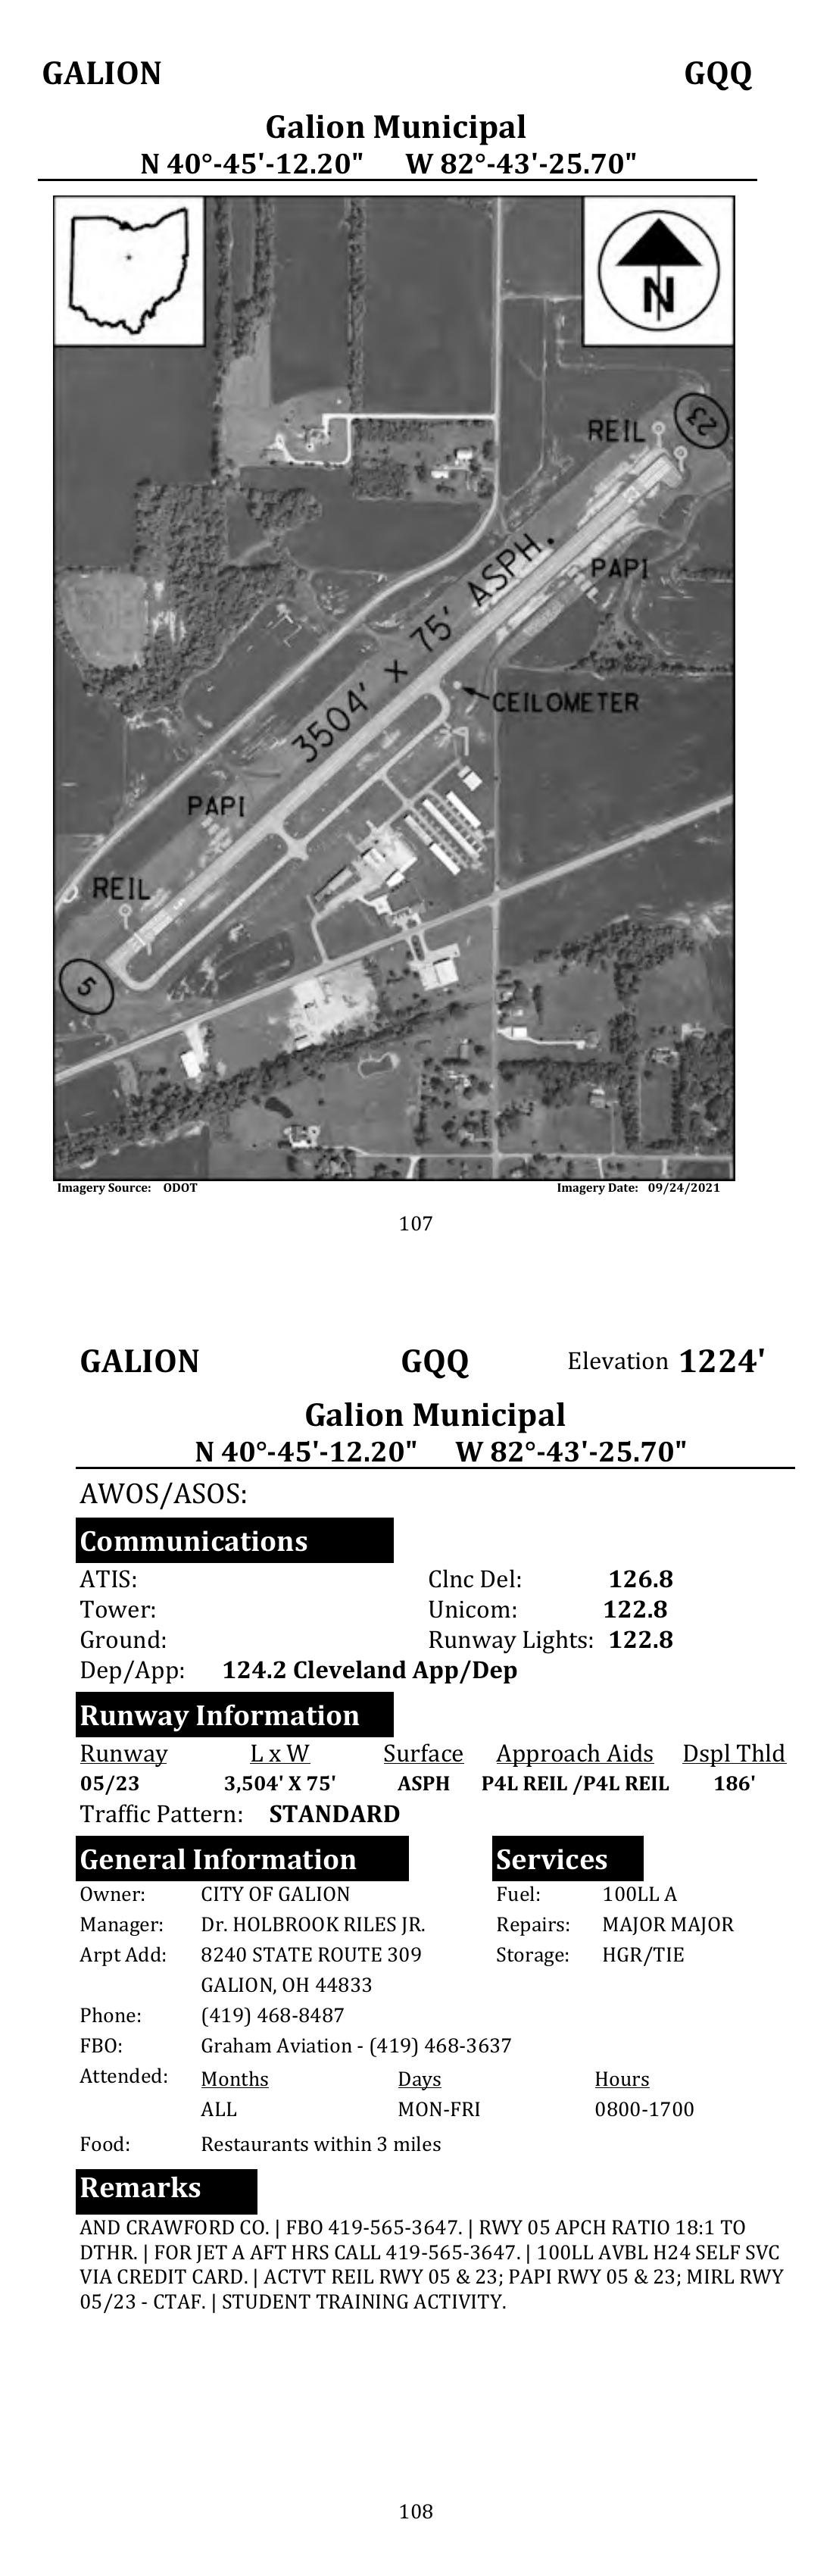 GALION GQQ
Galion Municipal
N 40°-45'-12.20" W 82°-43'-25.70"
N
REIL
23
3504' X 75' ASPH.
PAPI
CEILOMETER
PAPI
REIL
5
Imagery Source: ODOT Imagery Date: 09/24/2021
107
GALION GQQ Elevation 1224'
Galion Municipal
N 40°-45'-12.20" W 82°-43'-25.70"
AWOS/ASOS:
Communications
ATIS: Clnc Del: 126.8
Tower: Unicom: 122.8
Ground: Runway Lights: 122.8
Dep/App: 124.2 Cleveland App/Dep
Runway Information
Runway L x W Surface Approach Aids Dspl Thld
05/23 3,504' X 75' ASPH P4L REIL /P4L REIL 186'
Traffic Pattern: STANDARD
General Information Services
Owner: CITY OF GALION Fuel: 100LL A
Manager: Dr. HOLBROOK RILES JR. Repairs: MAJOR MAJOR
Arpt Add: 8240 STATE ROUTE 309 Storage: HGR/TIE
GALION, OH 44833
Phone: (419) 468-8487
FBO: Graham Aviation - (419) 468-3637
Attended: Months Days Hours
ALL MON-FRI 0800-1700
Food: Restaurants within 3 miles
Remarks
AND CRAWFORD CO. | FBO 419-565-3647. | RWY 05 APCH RATIO 18:1 TO
DTHR. | FOR JET A AFT HRS CALL 419-565-3647. | 100LL AVBL H24 SELF SVC
VIA CREDIT CARD. | ACTVT REIL RWY 05 & 23; PAPI RWY 05 & 23; MIRL RWY
05/23 - CTAF. | STUDENT TRAINING ACTIVITY.
108